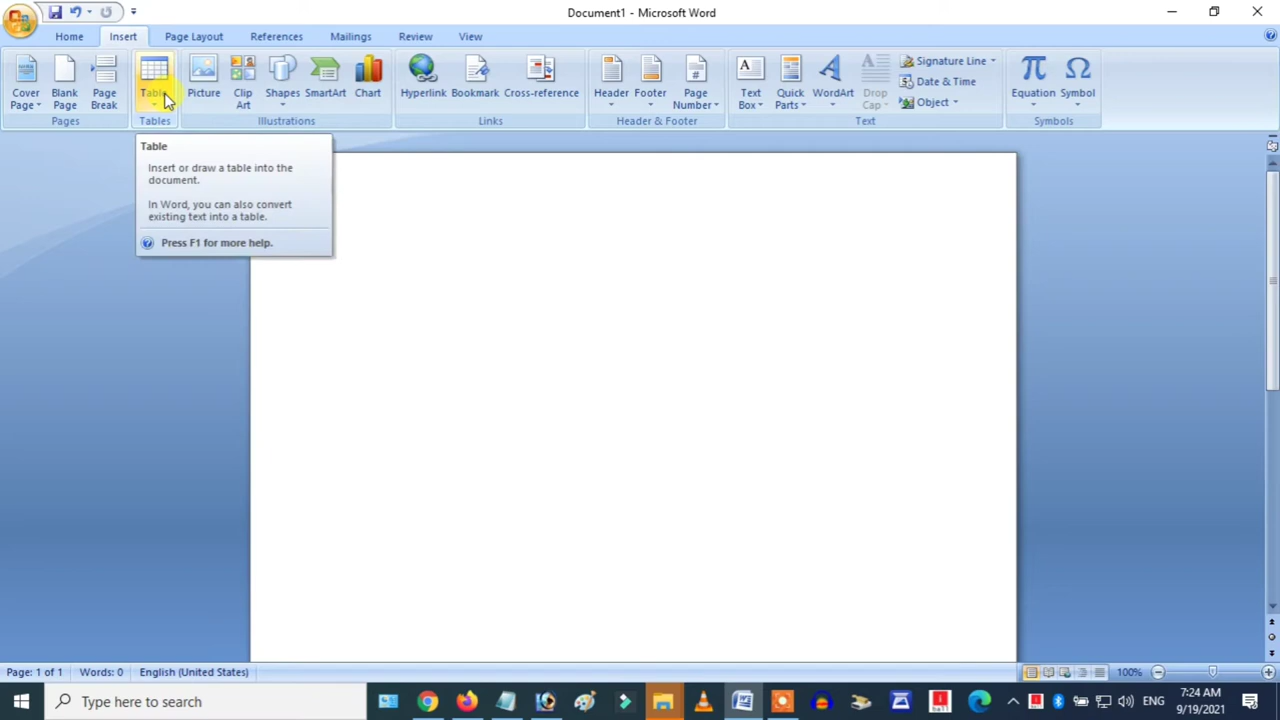 Document1 - Microsoft Word
Home Insert Page Layout References Mailings Review View
Cover Page
Blank Page
Page Break
Table
Picture
Clip Art
Shapes
SmartArt
Chart
Hyperlink
Bookmark
Cross-reference
Header
Footer
Page Number
A
Text Box
Quick Parts
A
WordArt
A
Drop Cap
Signature Line
Date & Time
Object
π
Equation
Ω
Symbol
Pages Tables Illustrations Links Header & Footer Text Symbols
Table
Insert or draw a table into the
document.
In Word, you can also convert
existing text into a table.
Press F1 for more help.
Page: 1 of 1 Words: 0 English (United States) 100%
Type here to search
ENG
7:24 AM
9/19/2021